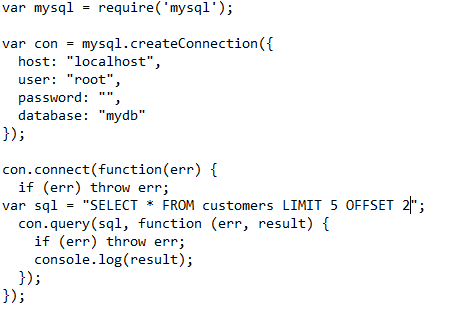 var mysql = require('mysql');

var con = mysql.createConnection({
  host: "localhost",
  user: "root",
  password: "",
  database: "mydb"
});

con.connect(function(err) {
  if (err) throw err;
var sql = "SELECT * FROM customers LIMIT 5 OFFSET 2";
  con.query(sql, function (err, result) {
    if (err) throw err;
    console.log(result);
  });
});